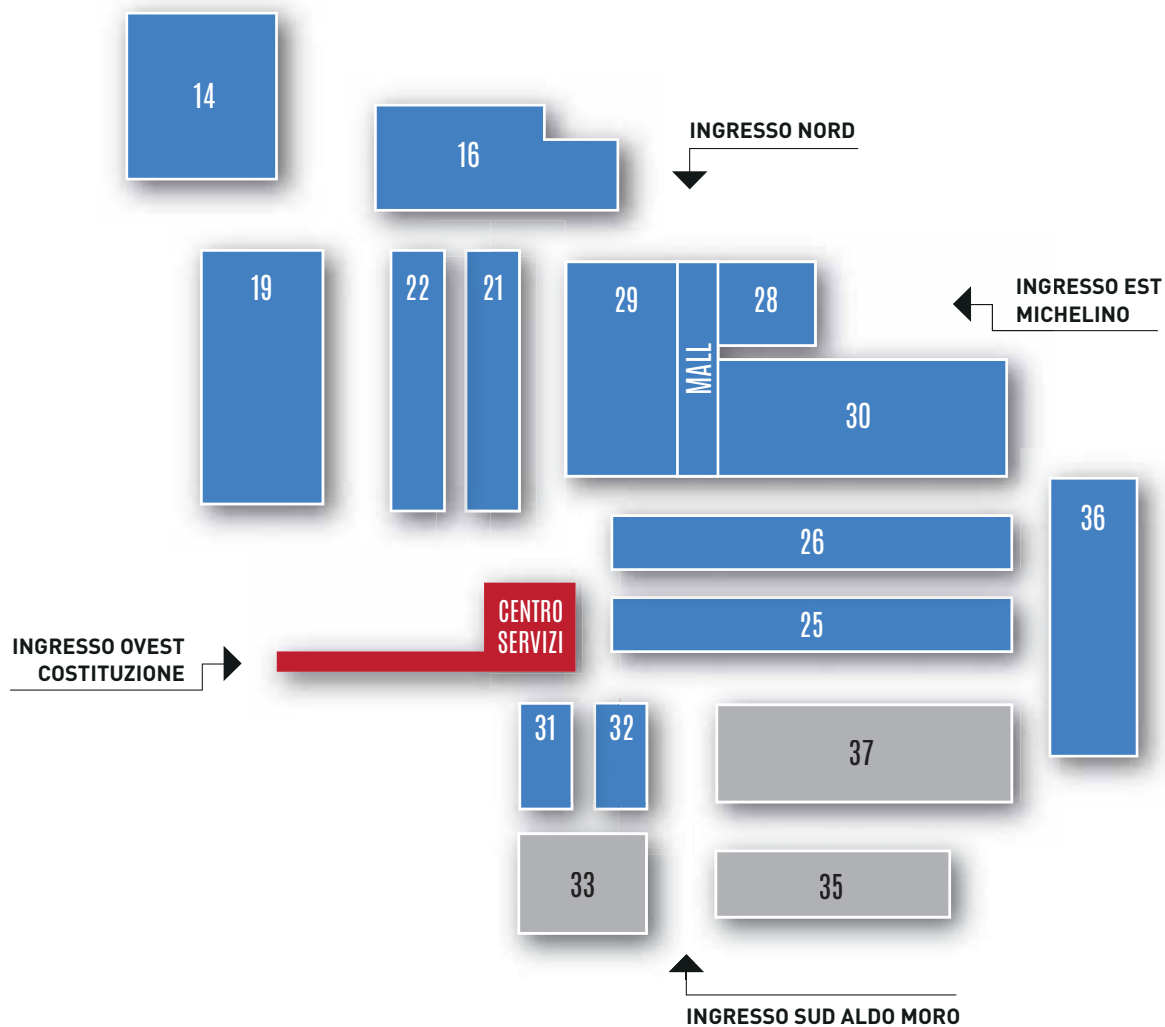 14
16
INGRESSO NORD
19
22
21
29
MALL
28
INGRESSO EST
MICHELINO
30
36
26
CENTRO
SERVIZI
25
INGRESSO OVEST
COSTITUZIONE
31
32
37
33
35
INGRESSO SUD ALDO MORO